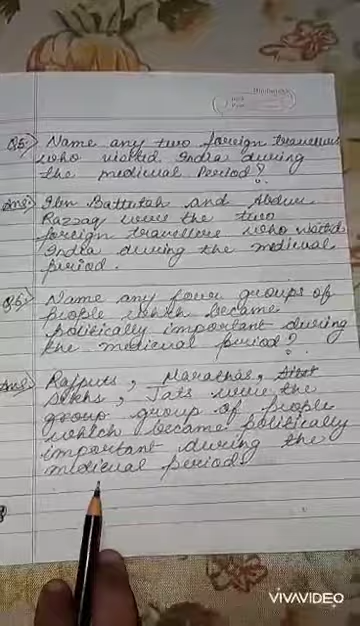 Q5:> Name any two foreign travellers
who visited India during
the medieval Period?
Ans:> Ibn Battutah and Abdur
Razzaq were the two
foreign travellers who visited
India during the medieval
period.
Q6:> Name any four groups of
people which became
politically important during
the medieval period?
Ans:> Rajputs, Marathas,
Sikhs, Jats were the
group group of people
which became politically
important during the
medieval period.
VIVAVIDEO